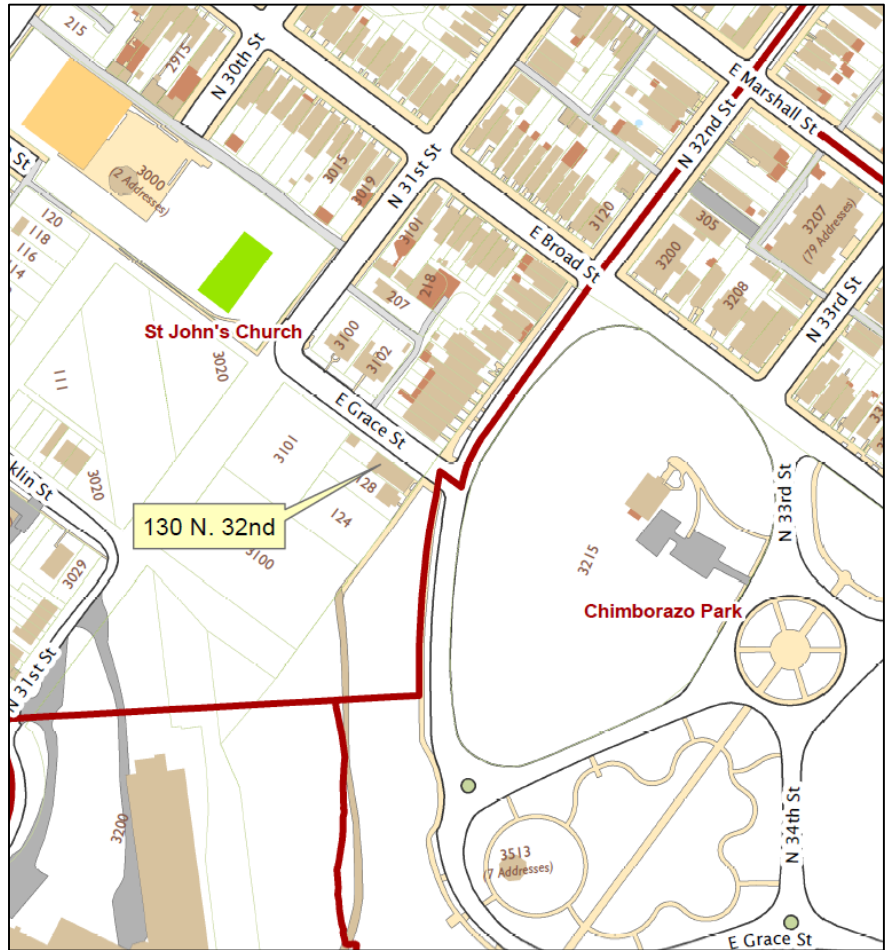 215
2915
N 30th St
E Marshall St
N 32nd St
3000
(2 Addresses)
3015
3019
N 31st St
3101
3120
305
3207
(79 Addresses)
3200
120
118
116
114
E Broad St
218
207
3208
N 33rd St
St John's Church
3100
3102
3020
111
E Grace St
3101
128
124
130 N. 32nd
3020
klin St
3100
3029
N 33rd St
3215
Chimborazo Park
N 31st St
3200
N 34th St
3513
(7 Addresses)
E Grace St